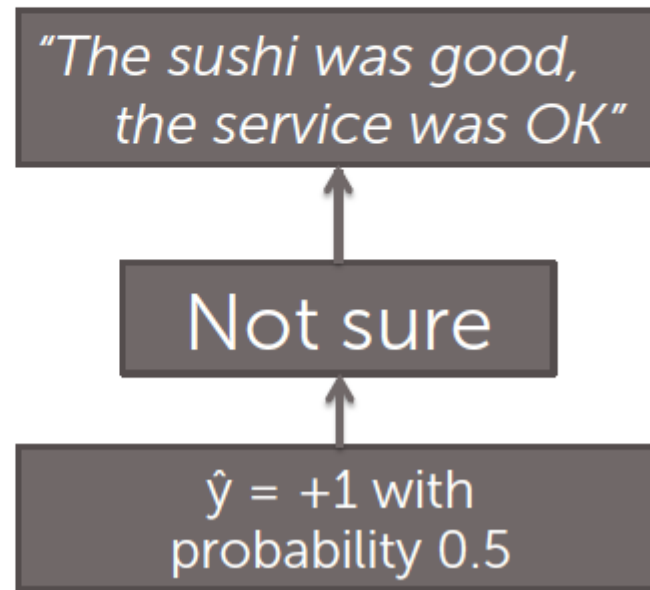 “The sushi was good,
the service was OK”
Not sure
ŷ = +1 with
probability 0.5